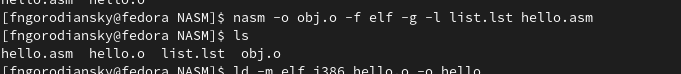 hello.asm hello.o
[fngorodiansky@fedora NASM]$ nasm -o obj.o -f elf -g -l list.lst hello.asm
[fngorodiansky@fedora NASM]$ ls
hello.asm  hello.o  list.lst  obj.o
[fngorodiansky@fedora NASM]$ ld -m elf_i386 hello.o -o hello